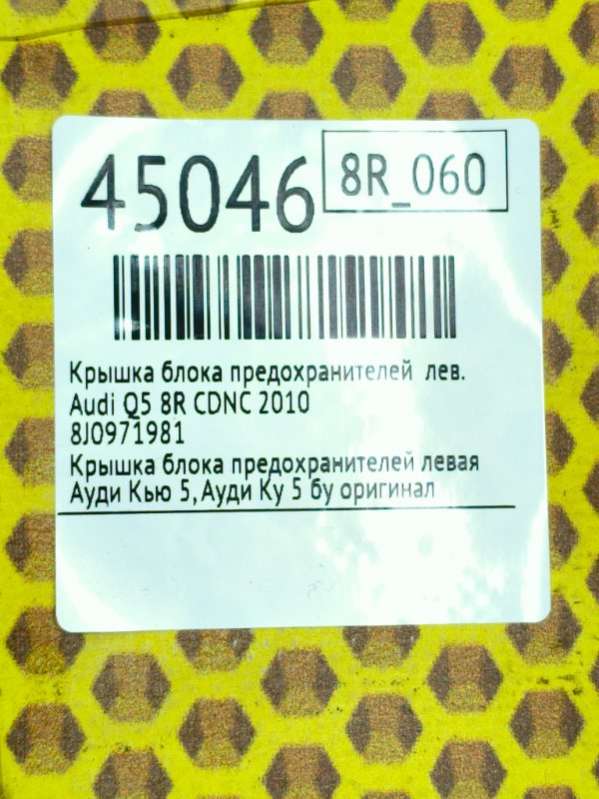 45046
8R_060
Крышка блока предохранителей лев.
Audi Q5 8R CDNC 2010
8J0971981
Крышка блока предохранителей левая
Ауди Кью 5, Ауди Ку 5 бу оригинал